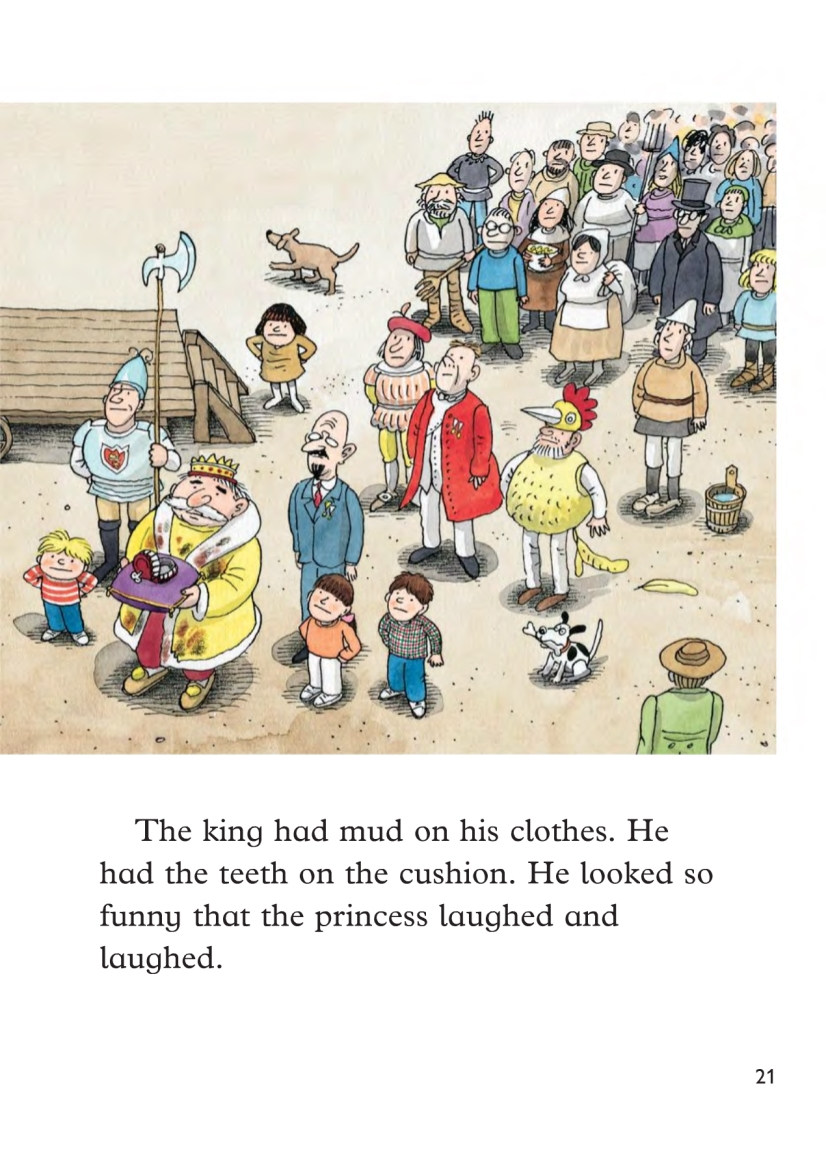 The king had mud on his clothes. He
had the teeth on the cushion. He looked so
funny that the princess laughed and
laughed.
21